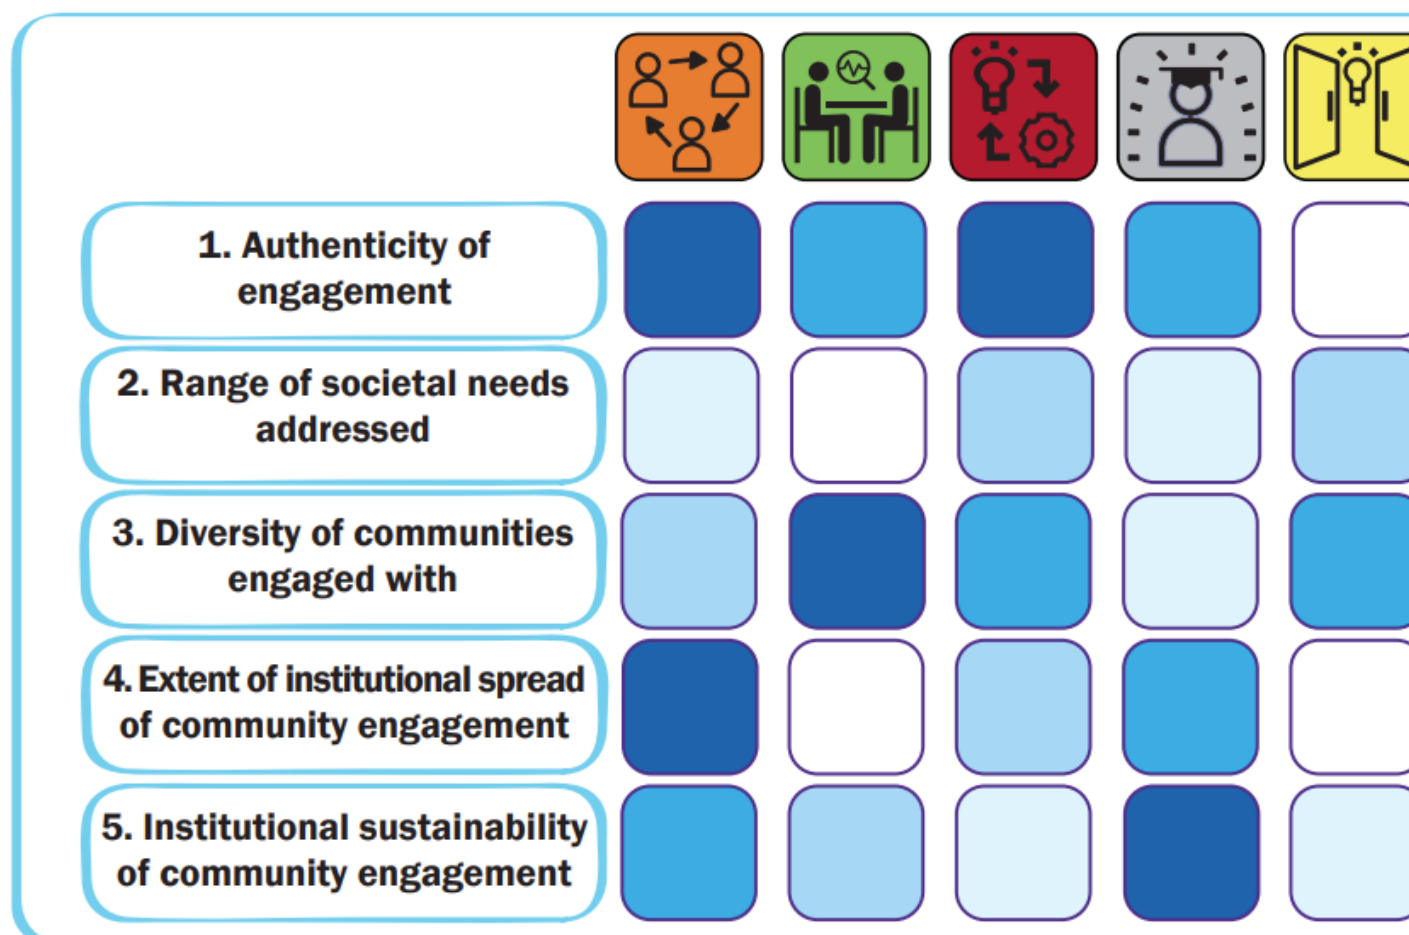 1. Authenticity of
engagement
2. Range of societal needs
addressed
3. Diversity of communities
engaged with
4. Extent of institutional spread
of community engagement
5. Institutional sustainability
of community engagement